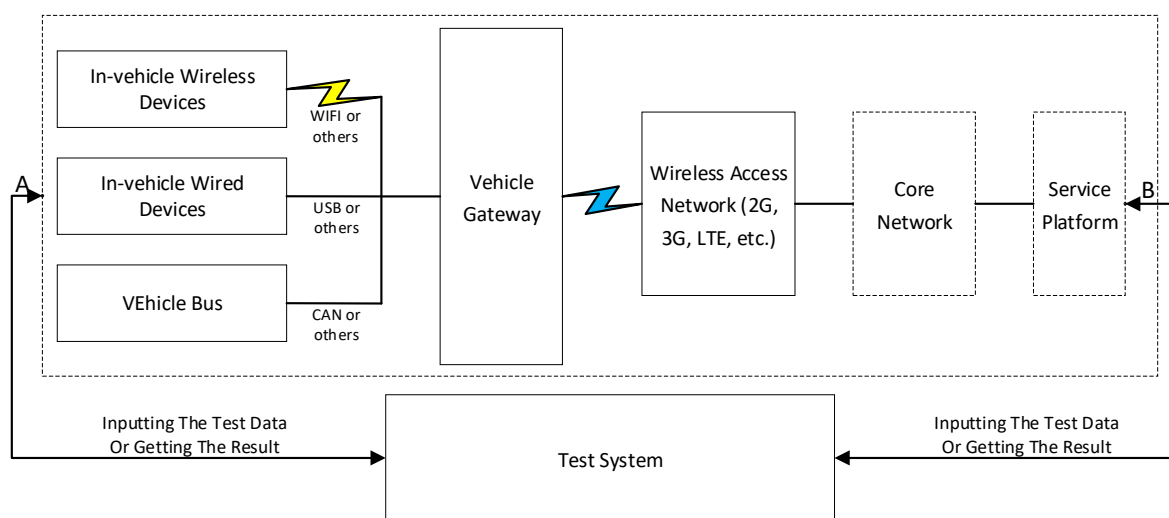 In-vehicle Wireless
Devices
WIFI or
others
A
In-vehicle Wired
Devices
USB or
others
VEhicle Bus
CAN or
others
Vehicle
Gateway
Wireless Access
Network (2G,
3G, LTE, etc.)
Core
Network
Service
Platform
B
Inputting The Test Data
Or Getting The Result
Test System
Inputting The Test Data
Or Getting The Result